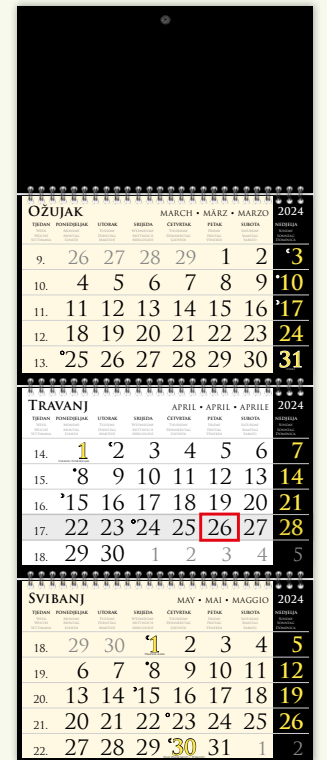 OŽUJAK MARCH • MÄRZ • MARZO 2024
TJEDAN PONEDJELJAK UTORAK SRIJEDA ČETVRTAK PETAK SUBOTA NEDJELJA
9. 26 27 28 29 1 2 3
10. 4 5 6 7 8 9 10
11. 11 12 13 14 15 16 17
12. 18 19 20 21 22 23 24
13. 25 26 27 28 29 30 31
TRAVANJ APRIL • APRIL • APRILE 2024
TJEDAN PONEDJELJAK UTORAK SRIJEDA ČETVRTAK PETAK SUBOTA NEDJELJA
14. 1 2 3 4 5 6 7
15. 8 9 10 11 12 13 14
16. 15 16 17 18 19 20 21
17. 22 23 24 25 26 27 28
18. 29 30 1 2 3 4 5
SVIBANJ MAY • MAI • MAGGIO 2024
TJEDAN PONEDJELJAK UTORAK SRIJEDA ČETVRTAK PETAK SUBOTA NEDJELJA
18. 29 30 1 2 3 4 5
19. 6 7 8 9 10 11 12
20. 13 14 15 16 17 18 19
21. 20 21 22 23 24 25 26
22. 27 28 29 30 31 1 2